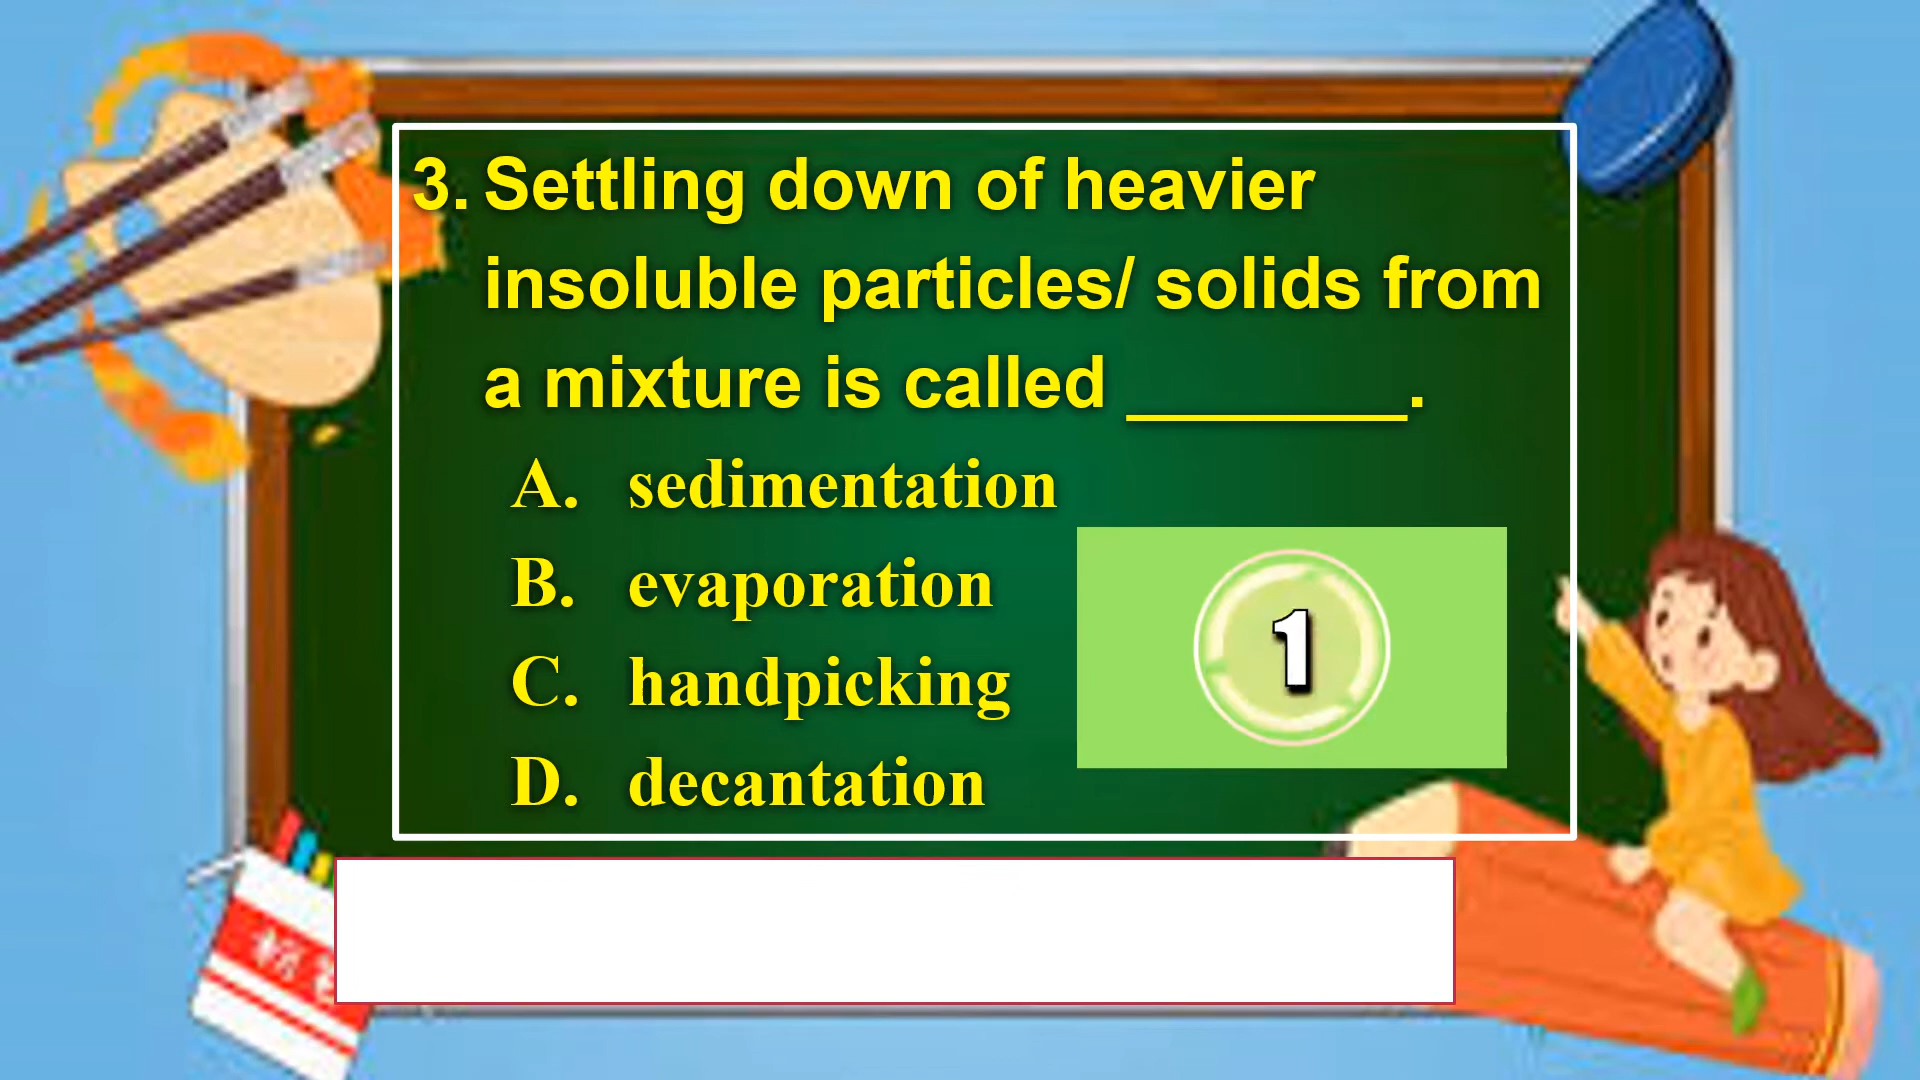 3. Settling down of heavier
insoluble particles/ solids from
a mixture is called _______.
A. sedimentation
B. evaporation
C. handpicking
D. decantation
1